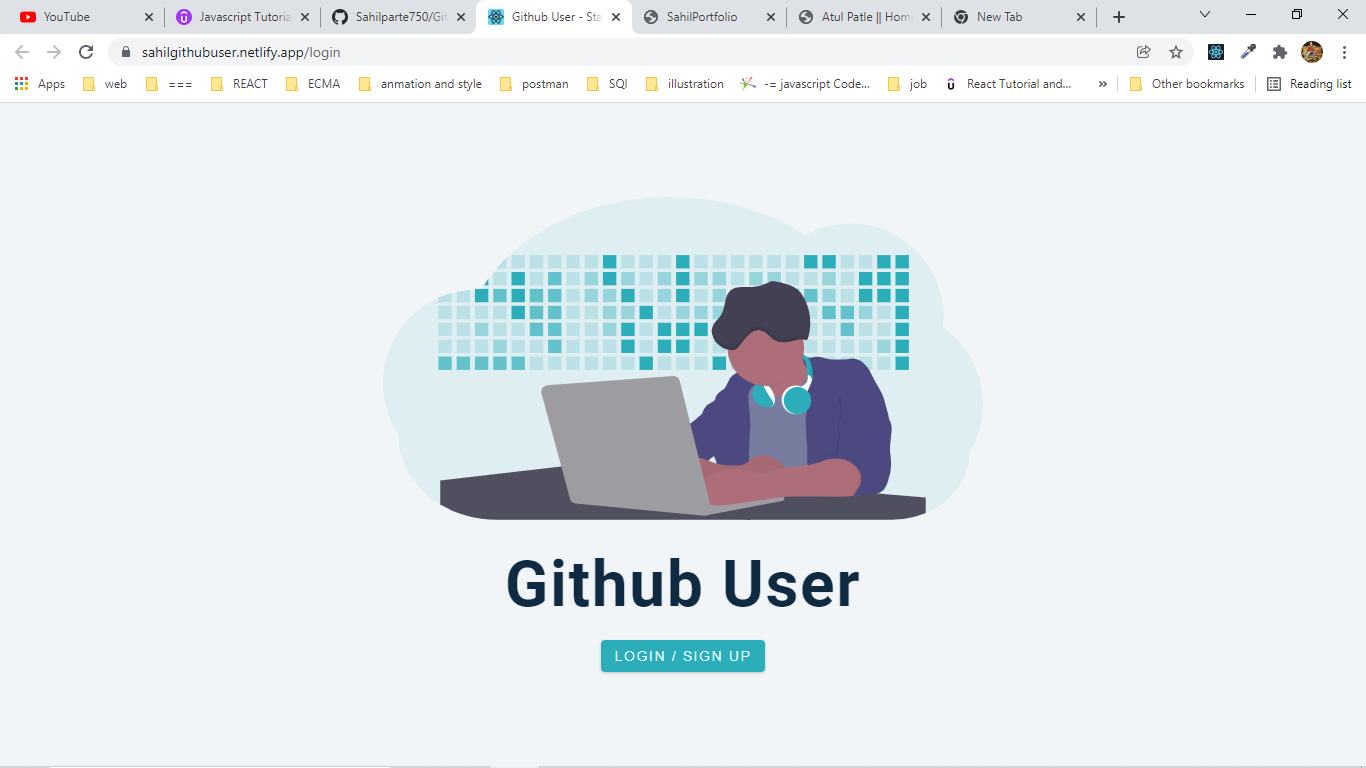 YouTube
Javascript Tutoria
Sahilparte750/Git
Github User - Sta
SahilPortfolio
Atul Patle || Hom
New Tab
sahilgithubuser.netlify.app/login
Apps
web
===
REACT
ECMA
anmation and style
postman
SQl
illustration
-= javascript Code...
job
React Tutorial and...
»
Other bookmarks
Reading list
Github User
LOGIN / SIGN UP